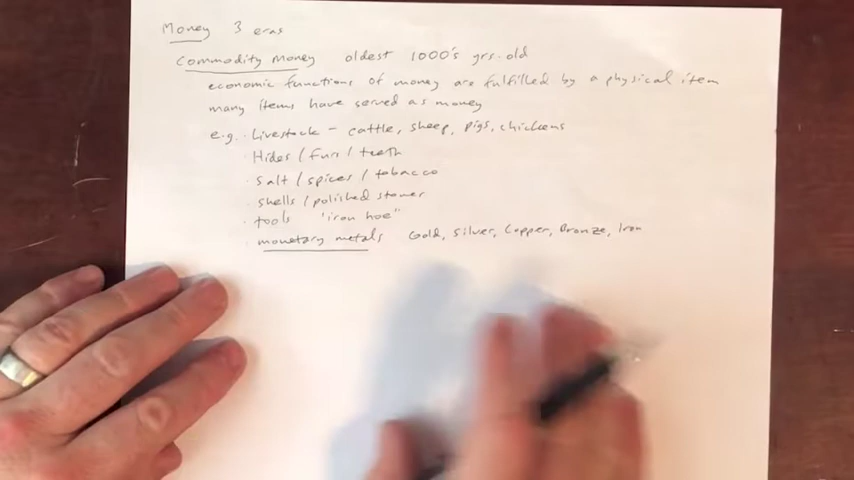 Money 3 eras
Commodity Money oldest 1000's yrs. old
economic functions of money are fulfilled by a physical item
many items have served as money
e.g. · Livestock - cattle, sheep, pigs, chickens
· Hides / furs / teeth
· Salt / spices / tobacco
· shells / polished stones
· tools "iron hoe"
· monetary metals Gold, Silver, Copper, Bronze, Iron